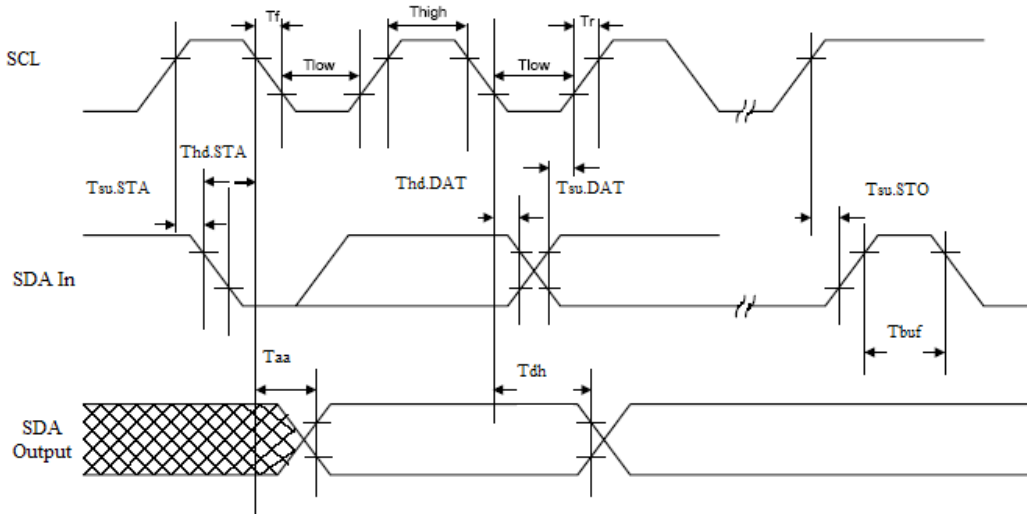 Tf
Thigh
Tr
SCL
Tlow
Tlow
Thd.STA
Tsu.STA
Thd.DAT
Tsu.DAT
Tsu.STO
SDA In
Tbuf
Taa
Tdh
SDA
Output